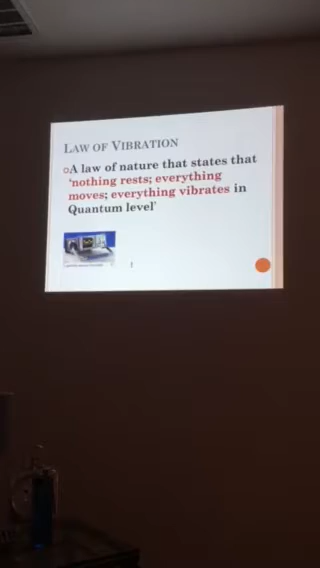 LAW OF VIBRATION
A law of nature that states that
'nothing rests; everything
moves; everything vibrates in
Quantum level'